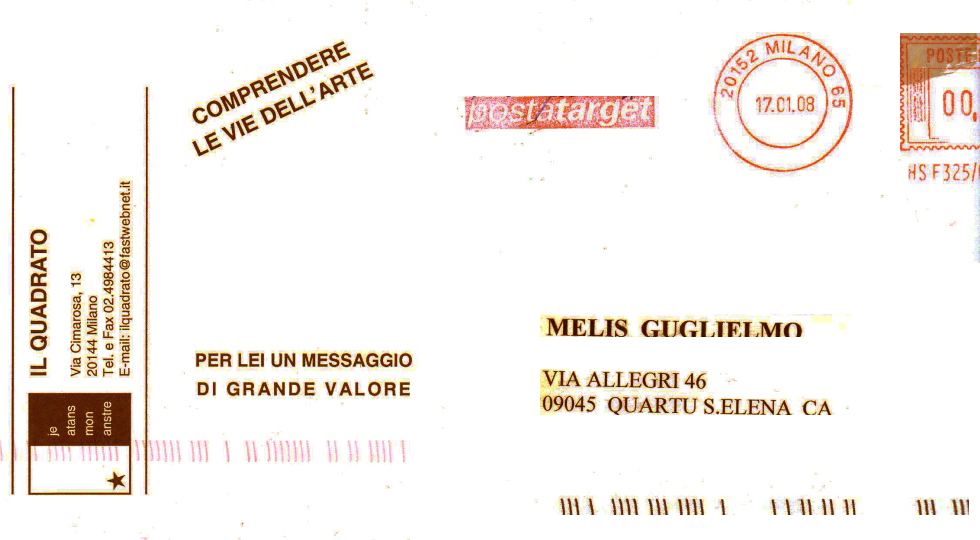 COMPRENDERE
LE VIE DELL'ARTE
postatarget
20152 MILANO 65
17.01.08
POSTE
00,
HS F325/
IL QUADRATO
Via Cimarosa, 13
20144 Milano
Tel. e Fax 02.4984413
E-mail: ilquadrato@fastwebnet.it
je
atans
mon
anstre
PER LEI UN MESSAGGIO
DI GRANDE VALORE
MELIS GUGLIELMO
VIA ALLEGRI 46
09045 QUARTU S.ELENA CA